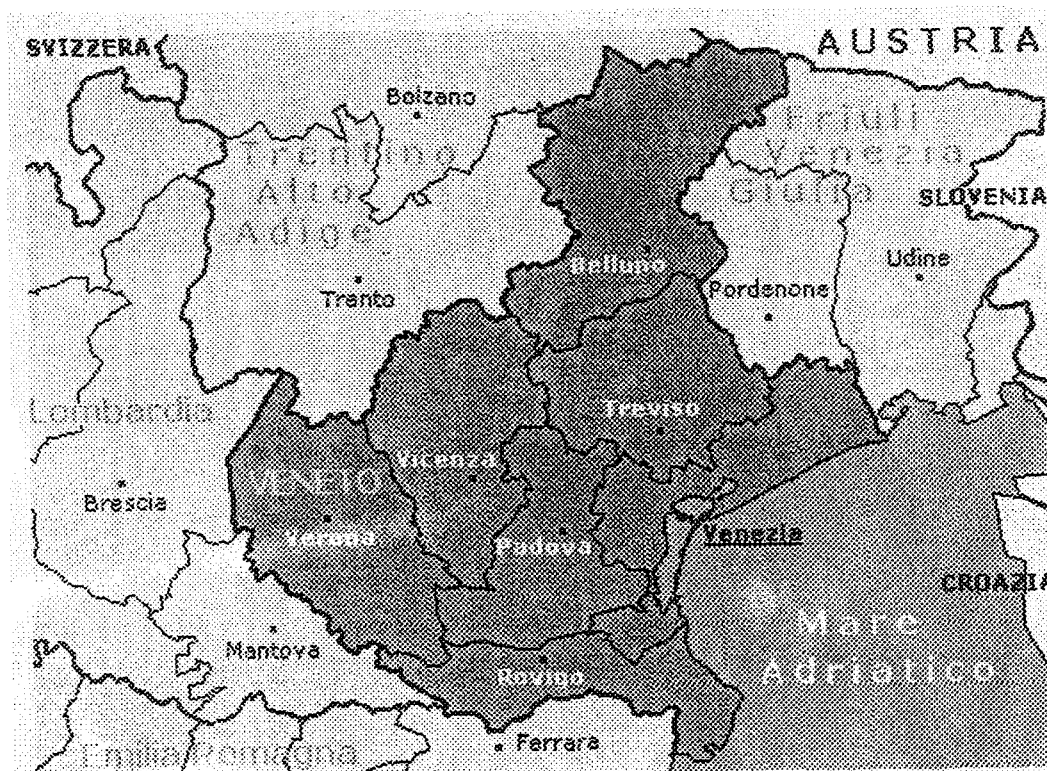 SVIZZERA
AUSTRIA
Bolzano
Trentino
Alto
Adige
Friuli
Venezia
Giulia
SLOVENIA
Belluno
Udine
Trento
Pordenone
Lombardia
Treviso
Vicenza
VENETO
Brescia
Verona
Padova
Venezia
CROAZIA
Mare
Adriatico
Mantova
Rovigo
Emilia Romagna
Ferrara